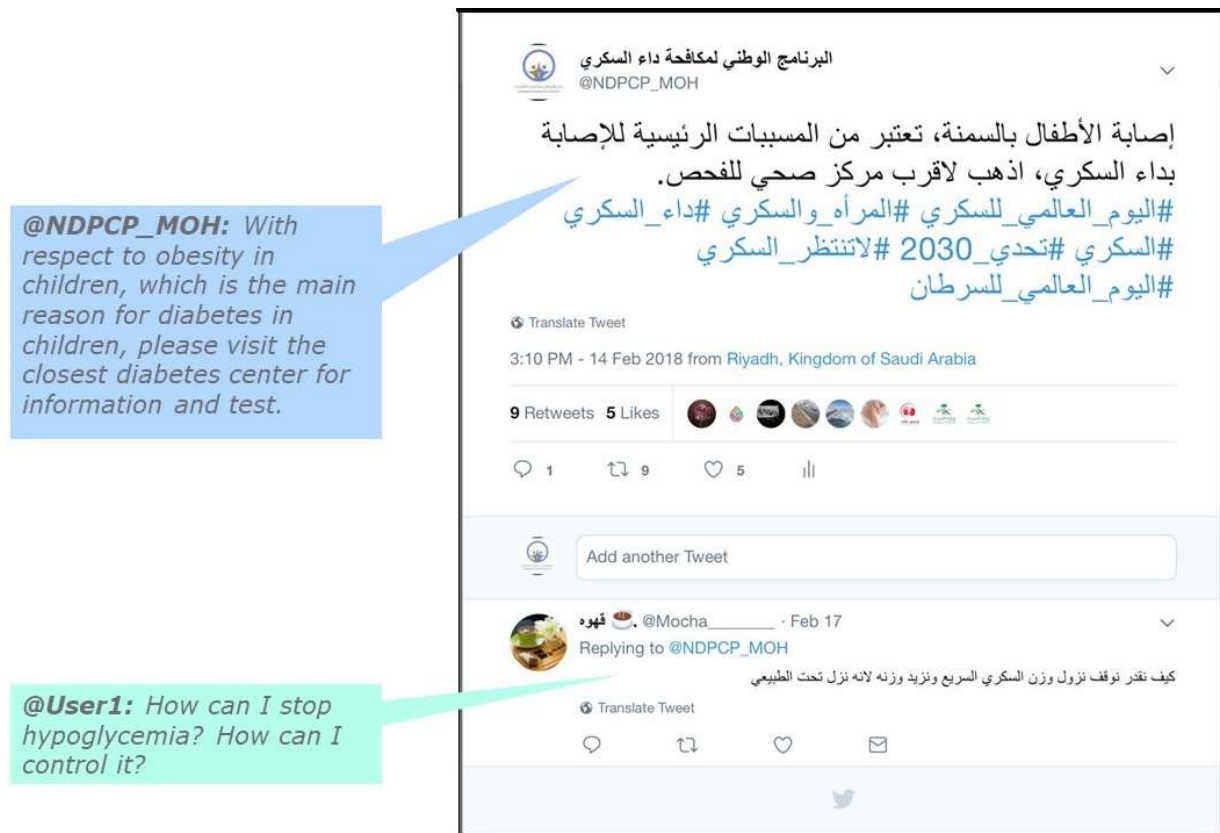 البرنامج الوطني لمكافحة داء السكري
@NDPCP_MOH
إصابة الأطفال بالسمنة، تعتبر من المسببات الرئيسية للإصابة
بداء السكري، اذهب لاقرب مركز صحي للفحص.
#اليوم_العالمي_للسكري #المرأه_والسكري #داء_السكري
#السكري #تحدي_2030 #لاتنتظر_السكري
#اليوم_العالمي_للسرطان
Translate Tweet
3:10 PM - 14 Feb 2018 from Riyadh, Kingdom of Saudi Arabia
9 Retweets 5 Likes
1 9 5
@NDPCP_MOH: With
respect to obesity in
children, which is the main
reason for diabetes in
children, please visit the
closest diabetes center for
information and test.
Add another Tweet
قهوه ☕. @Mocha________ · Feb 17
Replying to @NDPCP_MOH
كيف نقدر نوقف نزول وزن السكري السريع ونزيد وزنه لانه نزل تحت الطبيعي
Translate Tweet
@User1: How can I stop
hypoglycemia? How can I
control it?